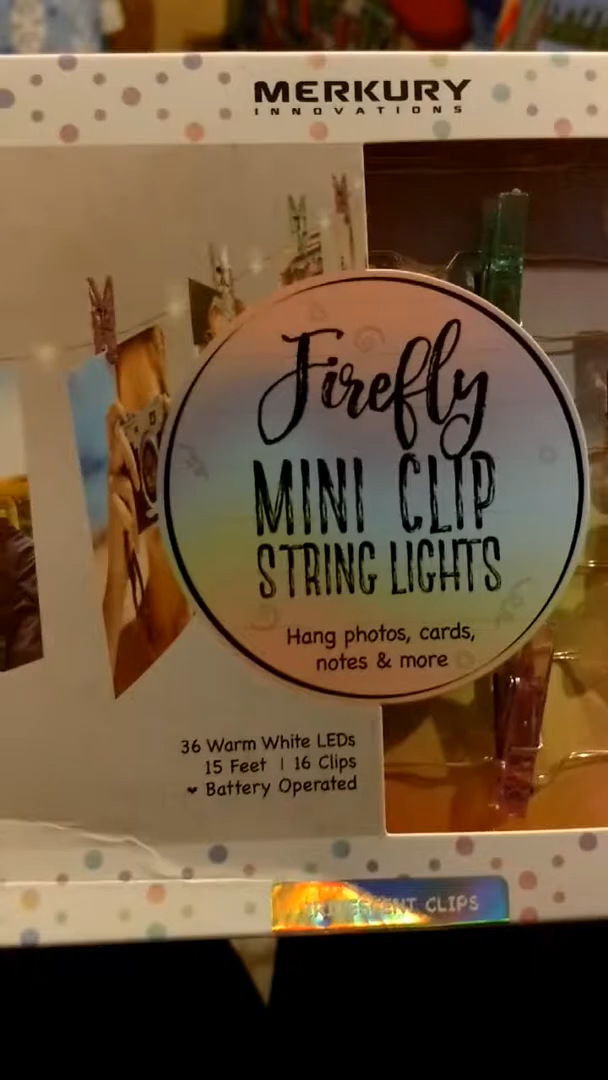 MERKURY
INNOVATIONS
Firefly
MINI CLIP
STRING LIGHTS
Hang photos, cards,
notes & more
36 Warm White LEDs
15 Feet | 16 Clips
❤ Battery Operated
IRIDESCENT CLIPS